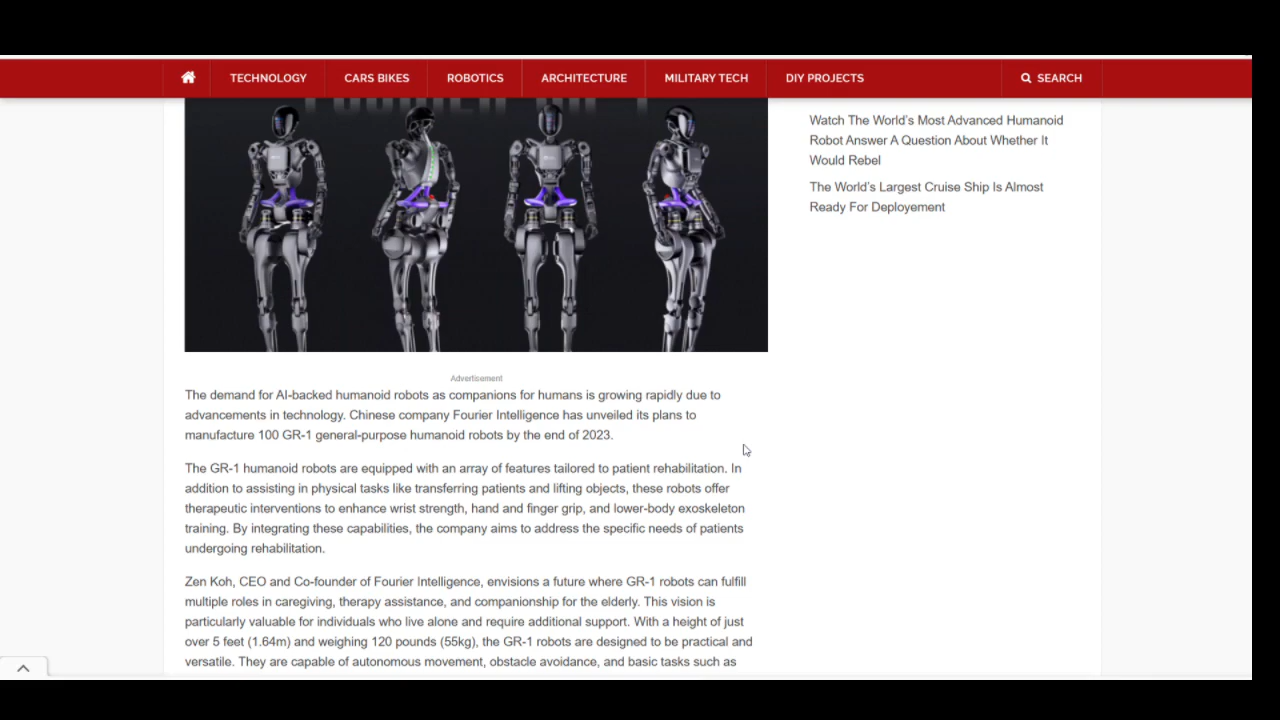 TECHNOLOGY
CARS BIKES
ROBOTICS
ARCHITECTURE
MILITARY TECH
DIY PROJECTS
SEARCH
Watch The World's Most Advanced Humanoid
Robot Answer A Question About Whether It
Would Rebel
The World's Largest Cruise Ship Is Almost
Ready For Deployement
Advertisement
The demand for AI-backed humanoid robots as companions for humans is growing rapidly due to
advancements in technology. Chinese company Fourier Intelligence has unveiled its plans to
manufacture 100 GR-1 general-purpose humanoid robots by the end of 2023.
The GR-1 humanoid robots are equipped with an array of features tailored to patient rehabilitation. In
addition to assisting in physical tasks like transferring patients and lifting objects, these robots offer
therapeutic interventions to enhance wrist strength, hand and finger grip, and lower-body exoskeleton
training. By integrating these capabilities, the company aims to address the specific needs of patients
undergoing rehabilitation.
Zen Koh, CEO and Co-founder of Fourier Intelligence, envisions a future where GR-1 robots can fulfill
multiple roles in caregiving, therapy assistance, and companionship for the elderly. This vision is
particularly valuable for individuals who live alone and require additional support. With a height of just
over 5 feet (1.64m) and weighing 120 pounds (55kg), the GR-1 robots are designed to be practical and
versatile. They are capable of autonomous movement, obstacle avoidance, and basic tasks such as